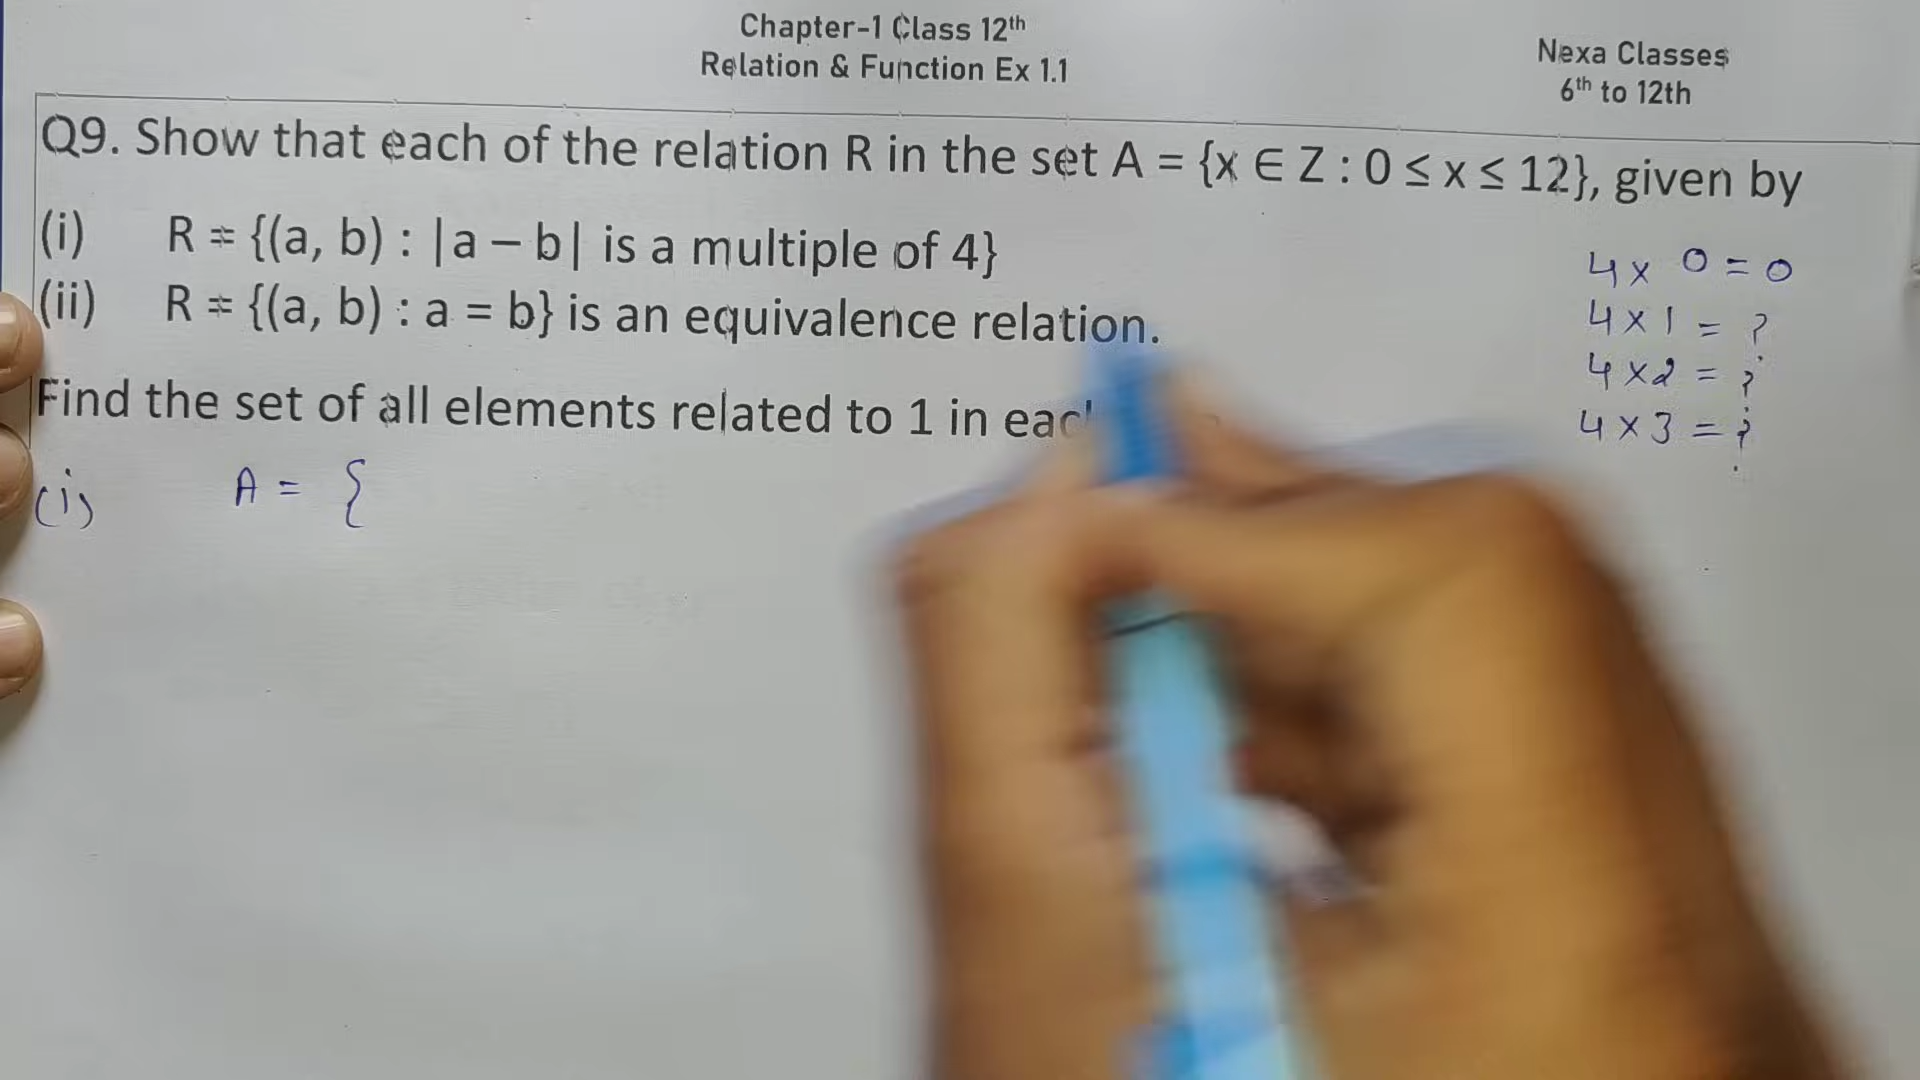 Chapter-1 Class 12th
Relation & Function Ex 1.1
Nexa Classes
6th to 12th
Q9. Show that each of the relation R in the set A = {x ∈ Z : 0 ≤ x ≤ 12}, given by
(i) R = {(a, b) : |a – b| is a multiple of 4}
(ii) R = {(a, b) : a = b} is an equivalence relation.
Find the set of all elements related to 1 in
(i) A = {
4 x 0 = 0
4 x 1 = ?
4 x 2 = ?
4 x 3 = ?